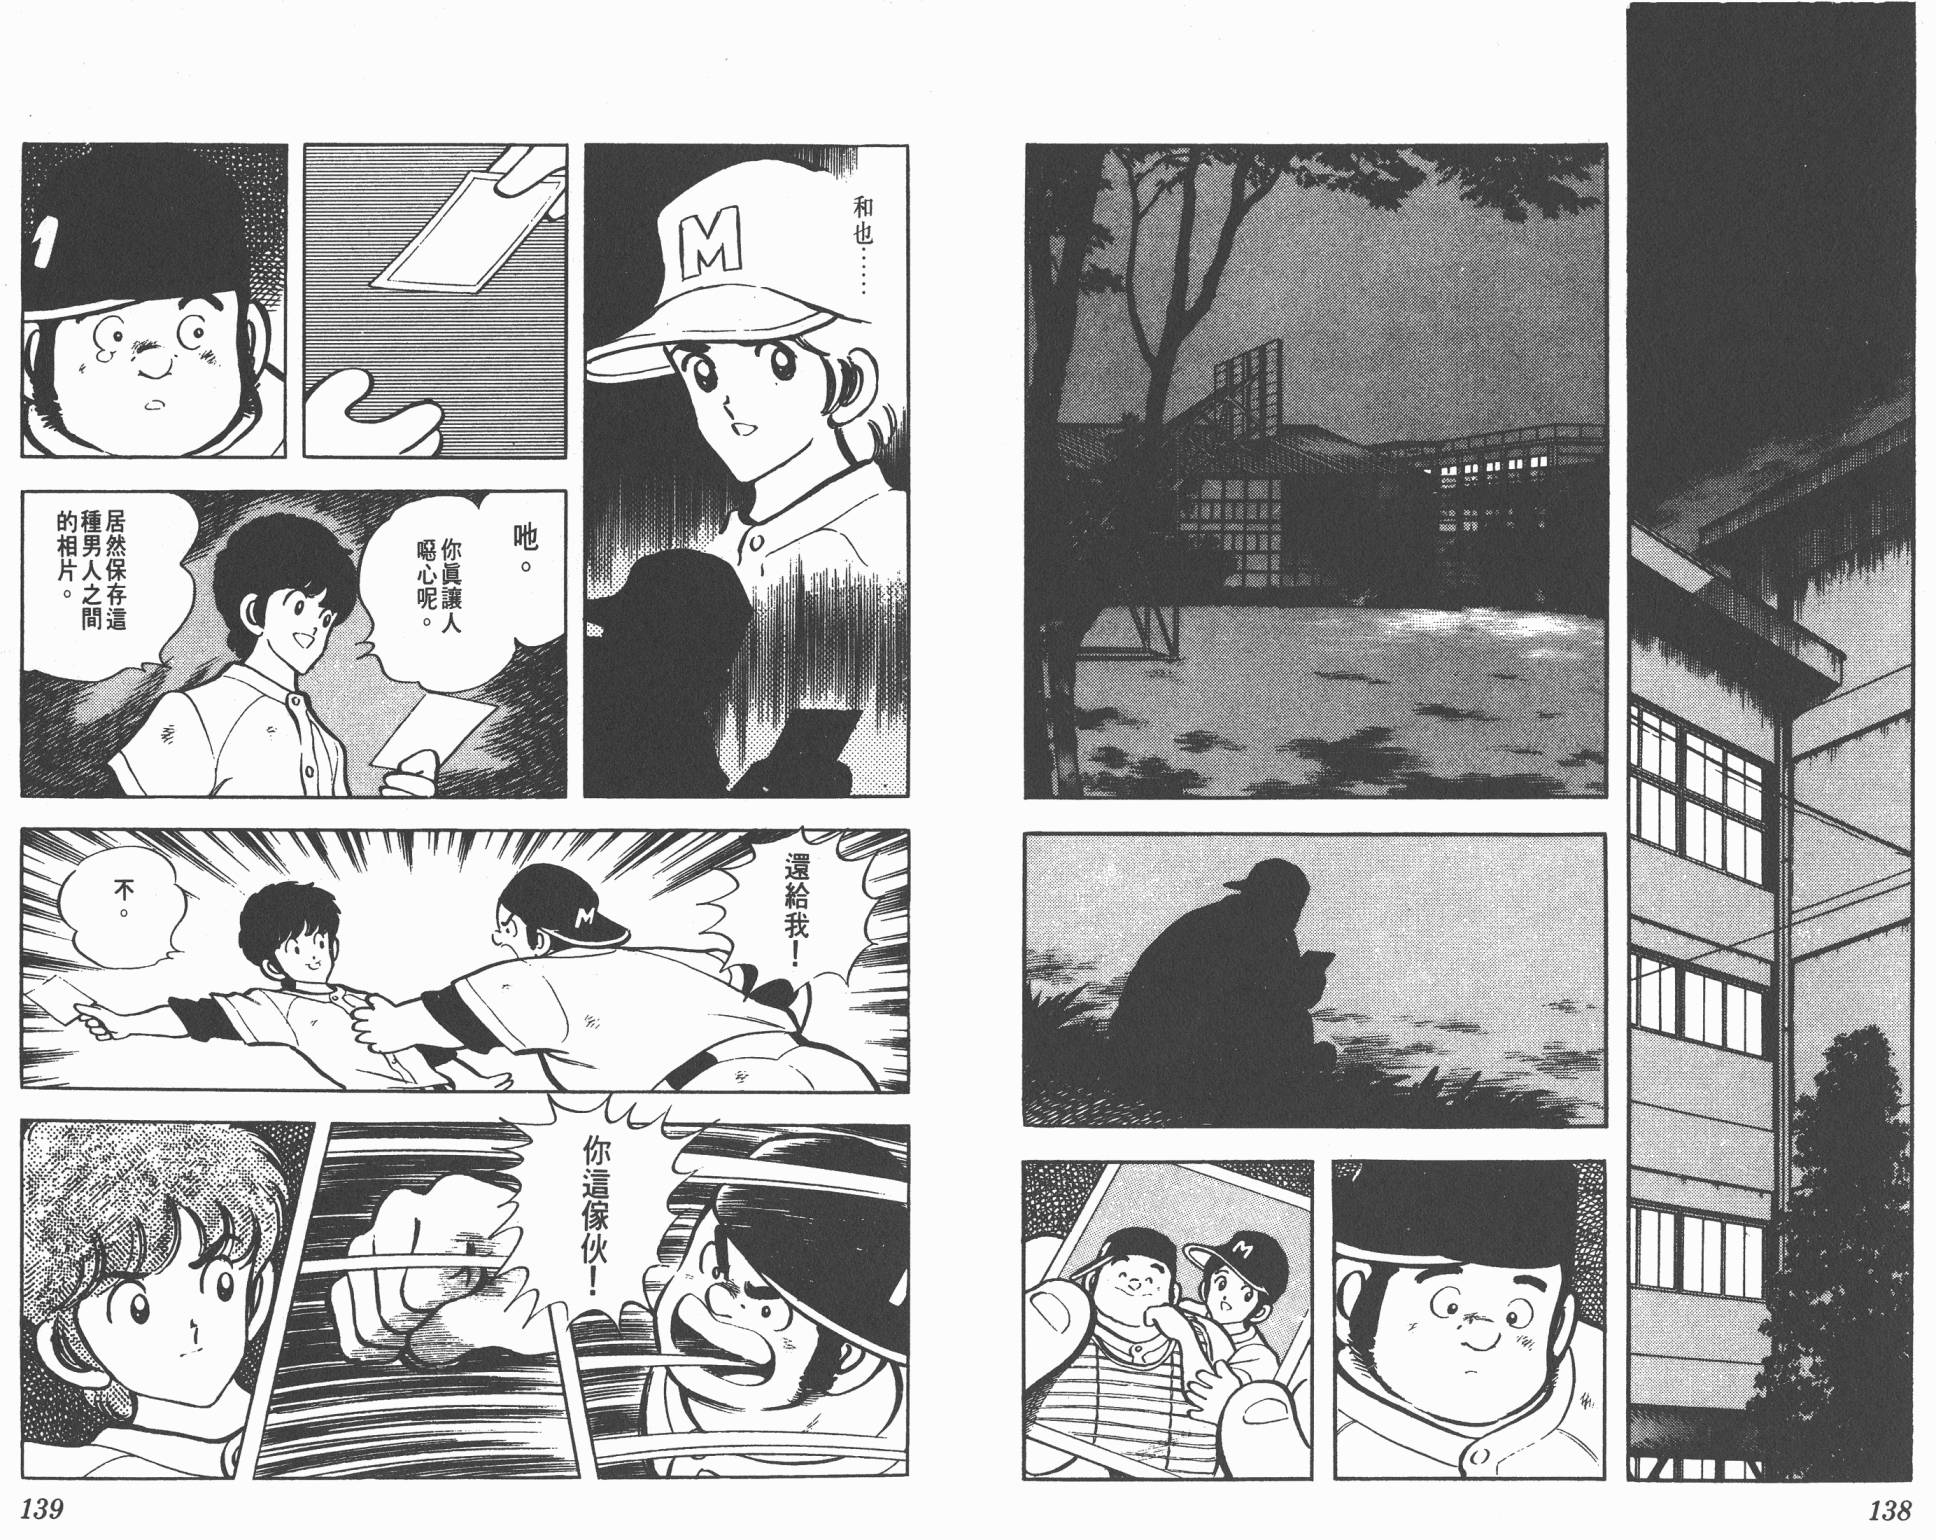 和也……
吔。
你真讓人
噁心呢。
居然保存這
種男人之間
的相片。
還給我！
不。
你這傢伙！
M
M
M
138
139